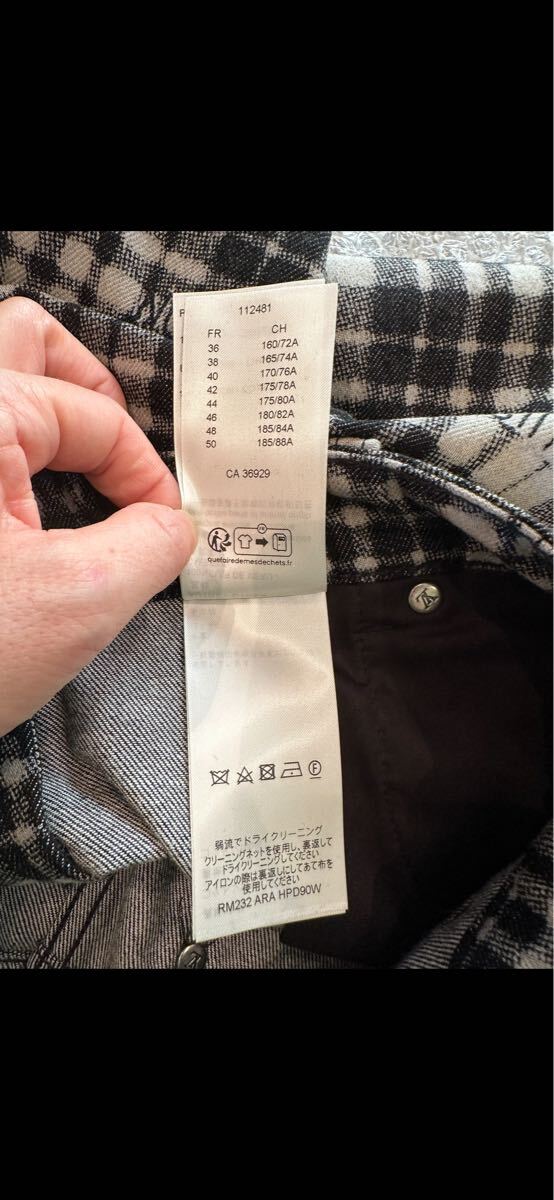 112481
FR CH
36 160/72A
38 165/74A
40 170/76A
42 175/78A
44 175/80A
46 180/82A
48 185/84A
50 185/88A
CA 36929
FR
quefairedemesdechets.fr
F
弱流でドライクリーニング
クリーニングネットを使用し、裏返して
ドライクリーニングしてください
アイロンの際は裏返しにしてあて布を
使用してください
RM232 ARA HPD90W
LV
LV